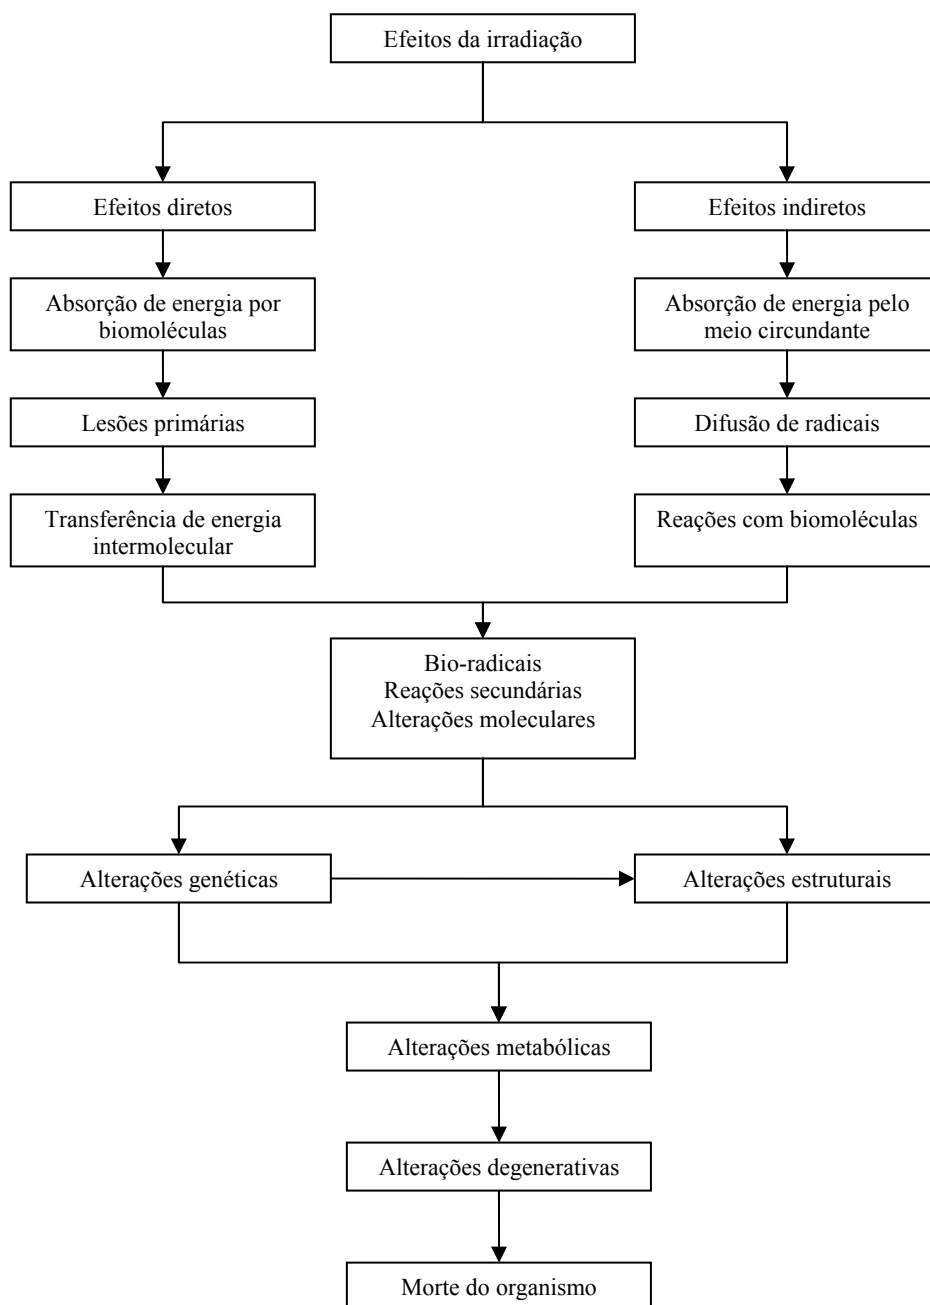 Efeitos da irradiação
Efeitos diretos
Efeitos indiretos
Absorção de energia por
biomoléculas
Absorção de energia pelo
meio circundante
Lesões primárias
Difusão de radicais
Transferência de energia
intermolecular
Reações com biomoléculas
Bio-radicais
Reações secundárias
Alterações moleculares
Alterações genéticas
Alterações estruturais
Alterações metabólicas
Alterações degenerativas
Morte do organismo